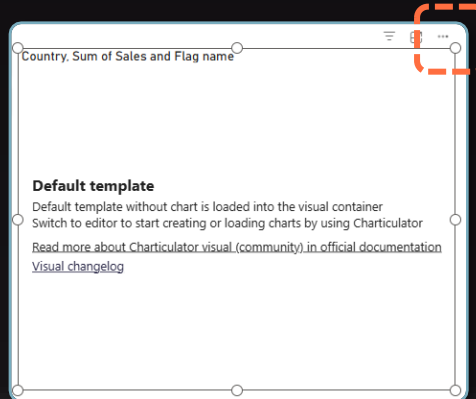 Country, Sum of Sales and Flag name
Default template
Default template without chart is loaded into the visual container
Switch to editor to start creating or loading charts by using Charticulator
Read more about Charticulator visual (community) in official documentation
Visual changelog